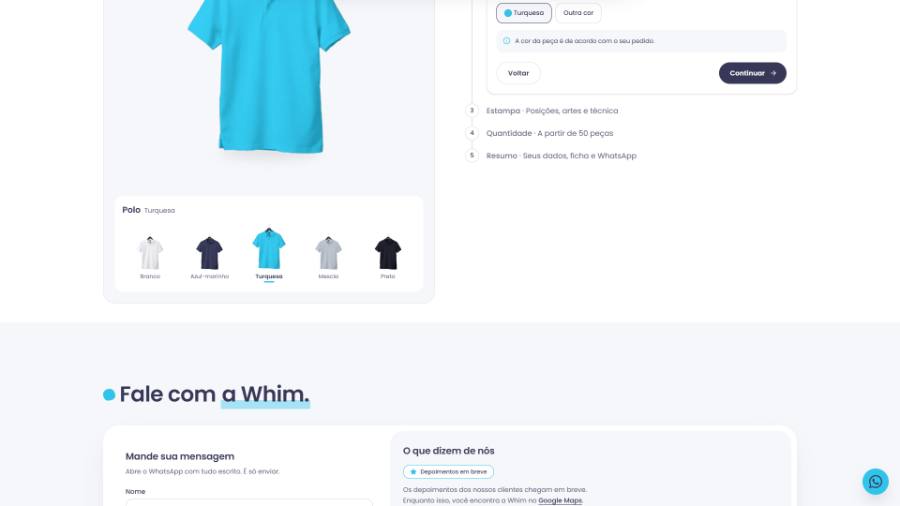 Turquesa
Outra cor
A cor da peça é de acordo com o seu pedido.
Voltar
Continuar →
3 Estampa · Posições, artes e técnica
4 Quantidade · A partir de 50 peças
5 Resumo · Seus dados, ficha e WhatsApp
Polo Turquesa
Branco
Azul-marinho
Turquesa
Mescla
Preto
Fale com a Whim.
Mande sua mensagem
Abre o WhatsApp com tudo escrito. É só enviar.
Nome
O que dizem de nós
Depoimentos em breve
Os depoimentos dos nossos clientes chegam em breve.
Enquanto isso, você encontra a Whim no Google Maps.